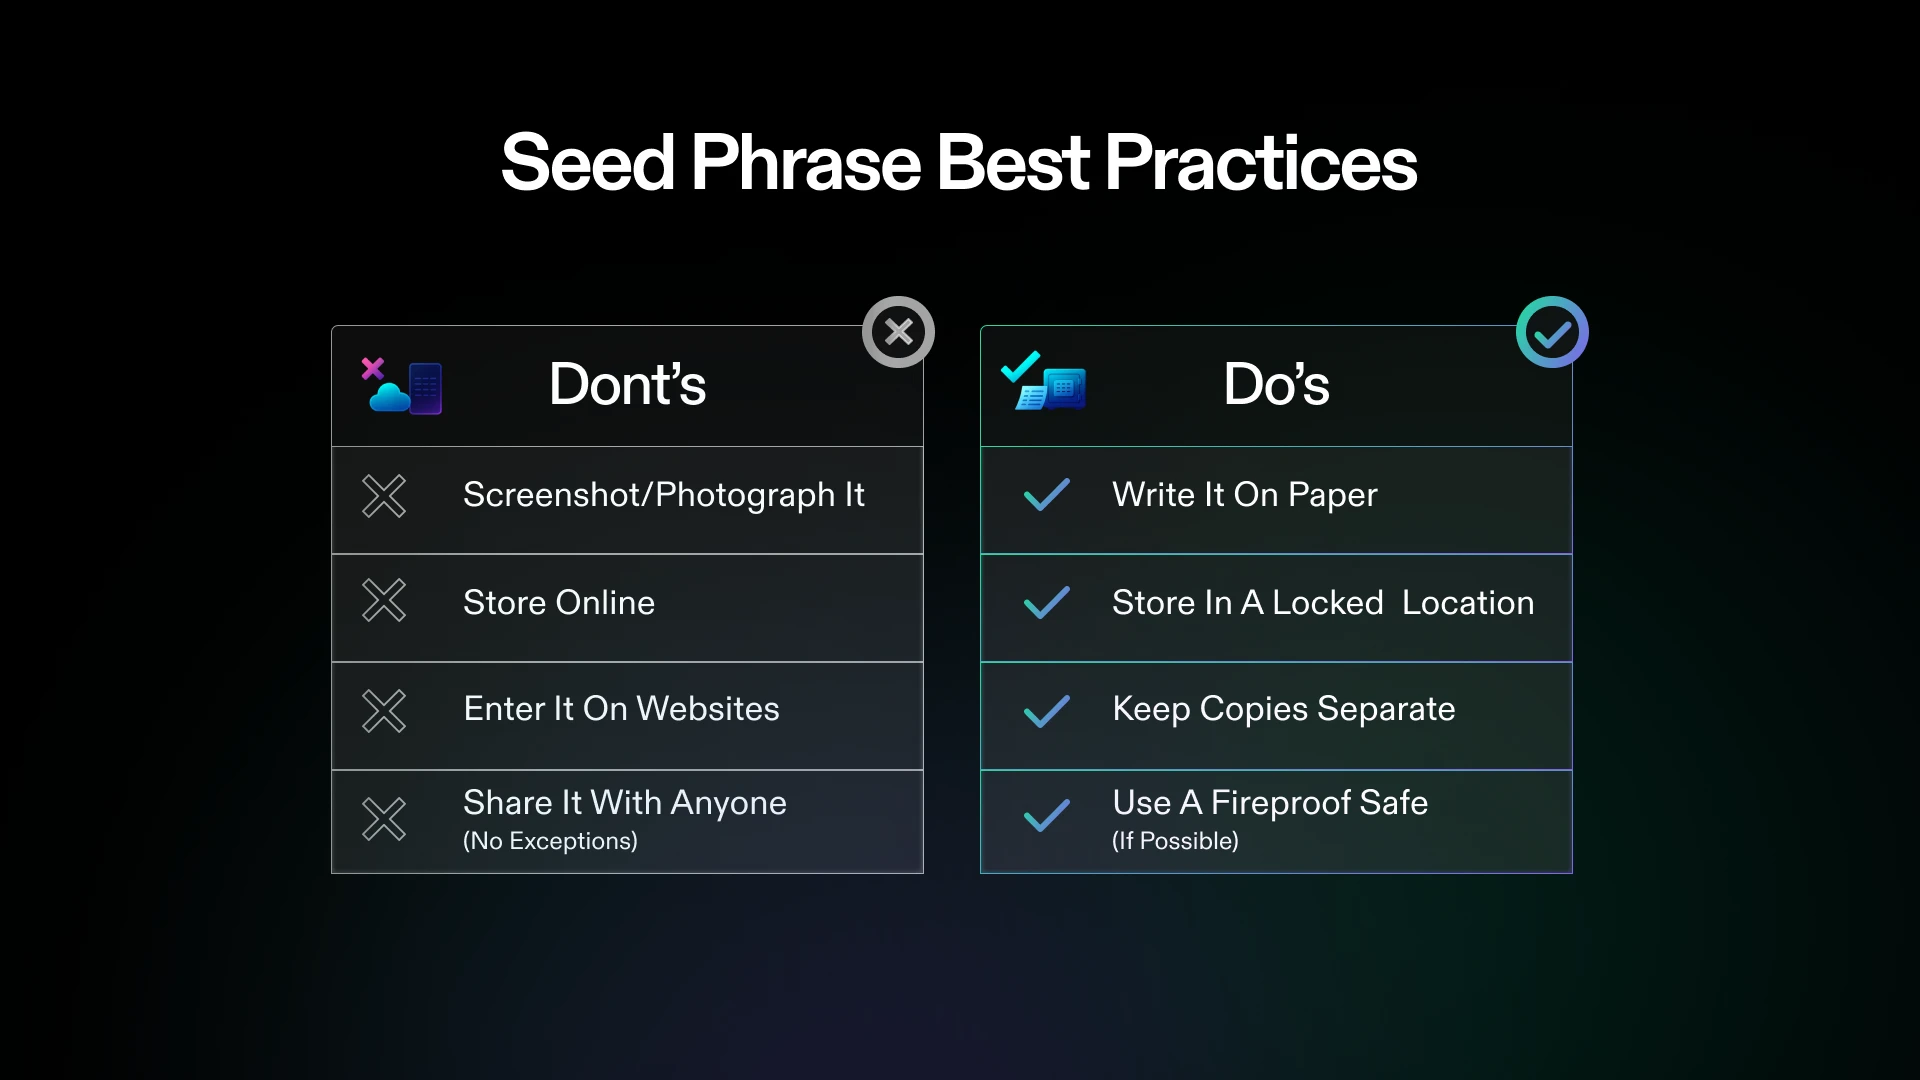 Seed Phrase Best Practices
Dont’s
Screenshot/Photograph It
Store Online
Enter It On Websites
Share It With Anyone
(No Exceptions)
Do’s
Write It On Paper
Store In A Locked  Location
Keep Copies Separate
Use A Fireproof Safe
(If Possible)